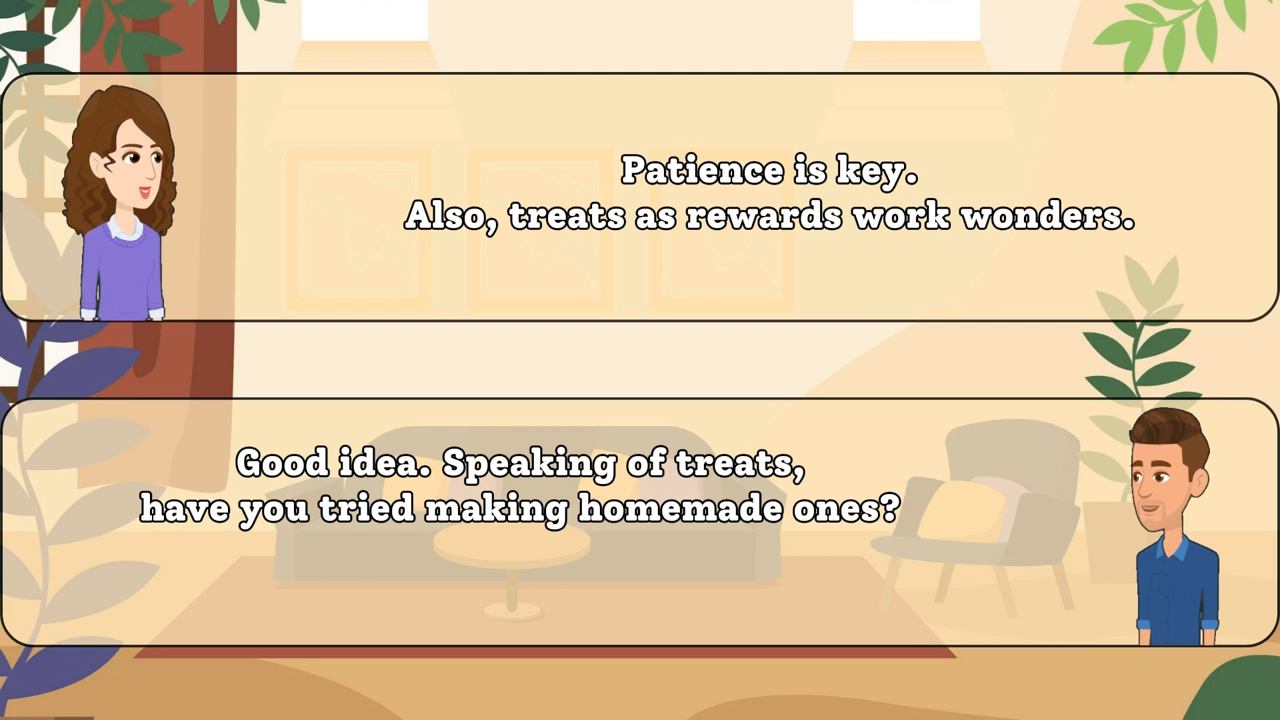 Patience is key.
Also, treats as rewards work wonders.
Good idea. Speaking of treats,
have you tried making homemade ones?